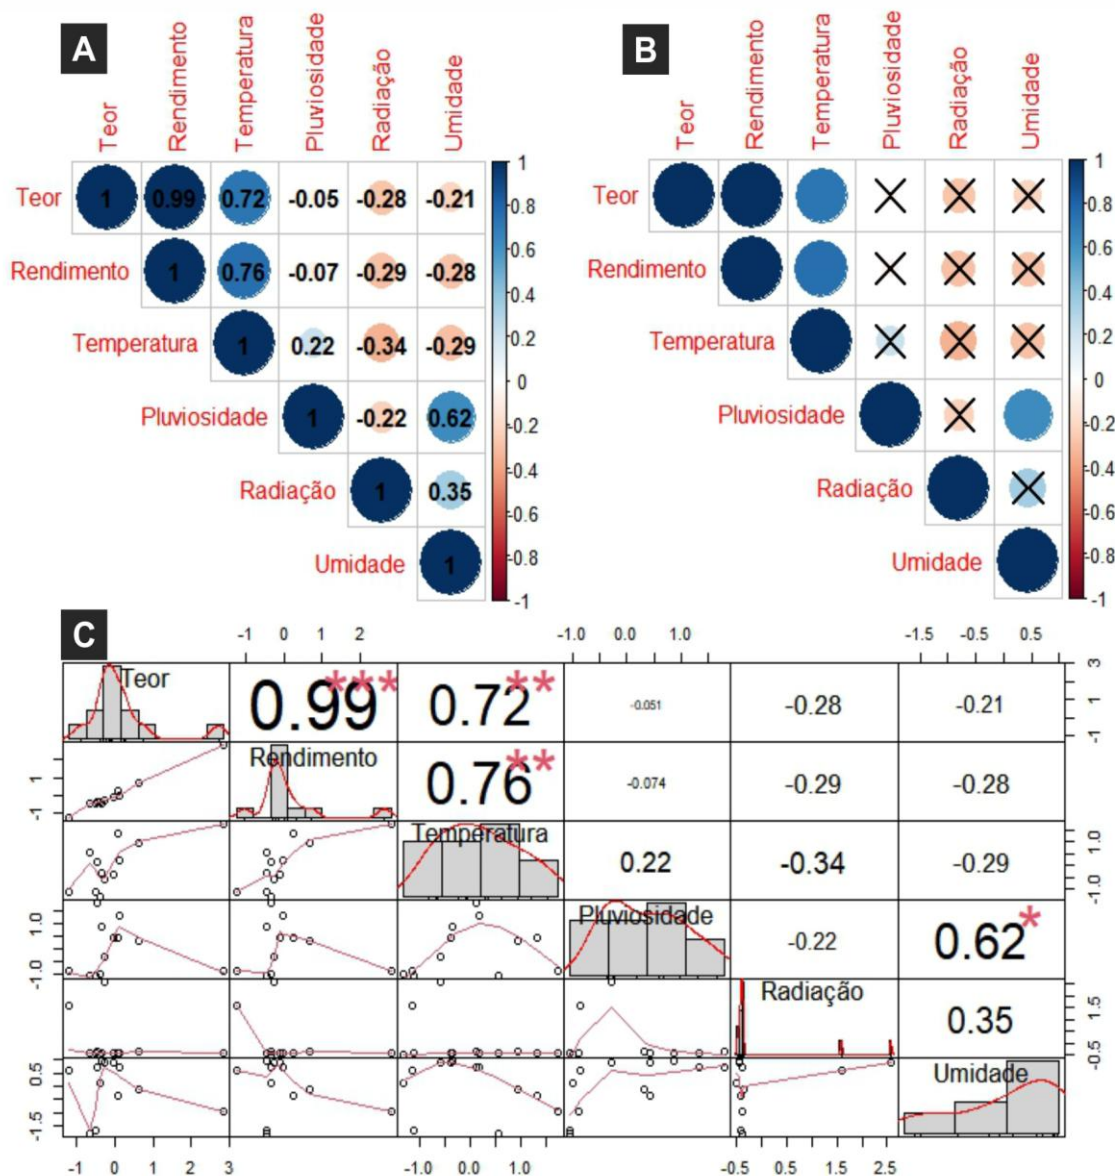 A
Teor
Rendimento
Temperatura
Pluviosidade
Radiação
Umidade
Teor 1 0.99 0.72 -0.05 -0.28 -0.21
Rendimento 1 0.76 -0.07 -0.29 -0.28
Temperatura 1 0.22 -0.34 -0.29
Pluviosidade 1 -0.22 0.62
Radiação 1 0.35
Umidade 1
1
0.8
0.6
0.4
0.2
0
-0.2
-0.4
-0.6
-0.8
-1
B
Teor
Rendimento
Temperatura
Pluviosidade
Radiação
Umidade
Teor
Rendimento
Temperatura
Pluviosidade
Radiação
Umidade
1
0.8
0.6
0.4
0.2
0
-0.2
-0.4
-0.6
-0.8
-1
C
-1 0 1 2 -1.0 0.0 1.0 -1.5 -0.5 0.5
Teor 0.99*** 0.72** -0.051 -0.28 -0.21 -1 1 3
-1 1 Rendimento 0.76** -0.074 -0.29 -0.28
Temperatura 0.22 -0.34 -0.29 -1.0 0.0 1.0
-1.0 0.0 1.0 Pluviosidade -0.22 0.62*
Radiação 0.35 -0.5 0.5 1.5
-1.5 -0.5 0.5 Umidade
-1 0 1 2 3 -1.0 0.0 1.0 -0.5 0.5 1.5 2.5